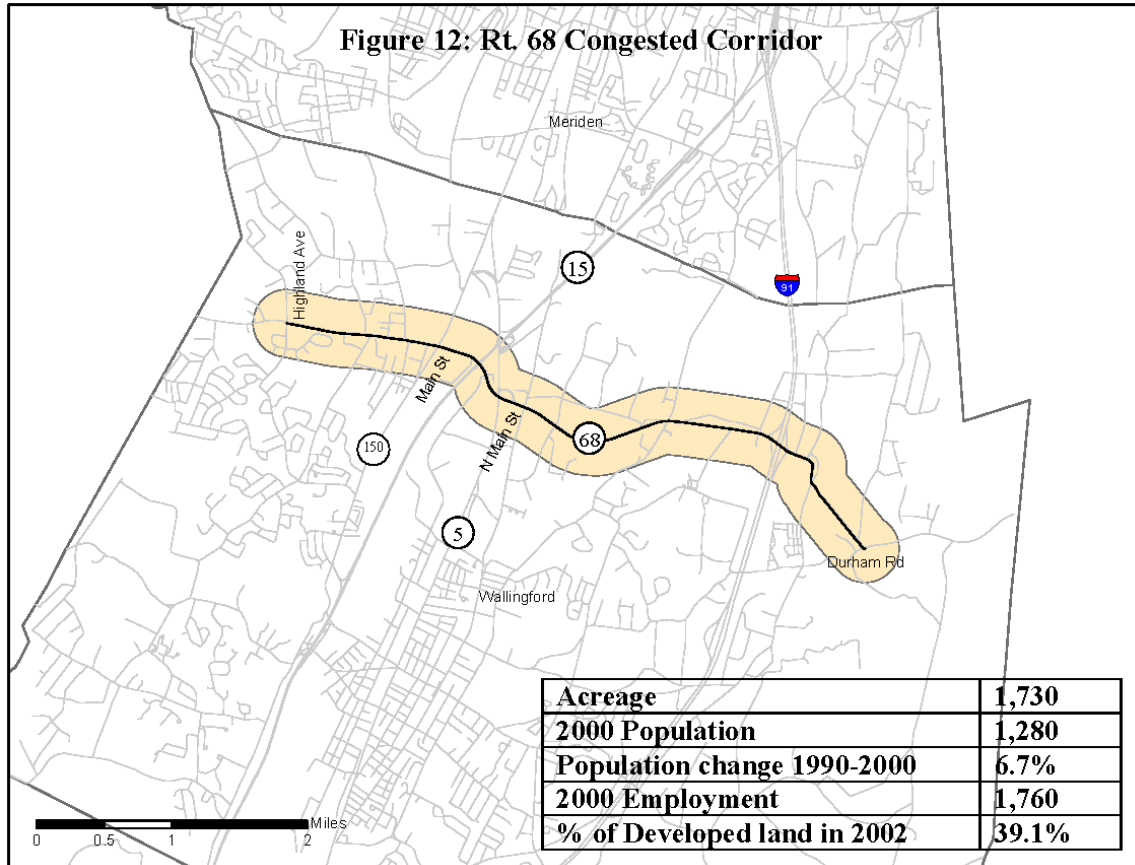 Figure 12: Rt. 68 Congested Corridor
Meriden
15
91
Highland Ave
Main St
N Main St
68
150
5
Durham Rd
Wallingford
Acreage 1,730
2000 Population 1,280
Population change 1990-2000 6.7%
2000 Employment 1,760
% of Developed land in 2002 39.1%
Miles
0 0.5 1 2